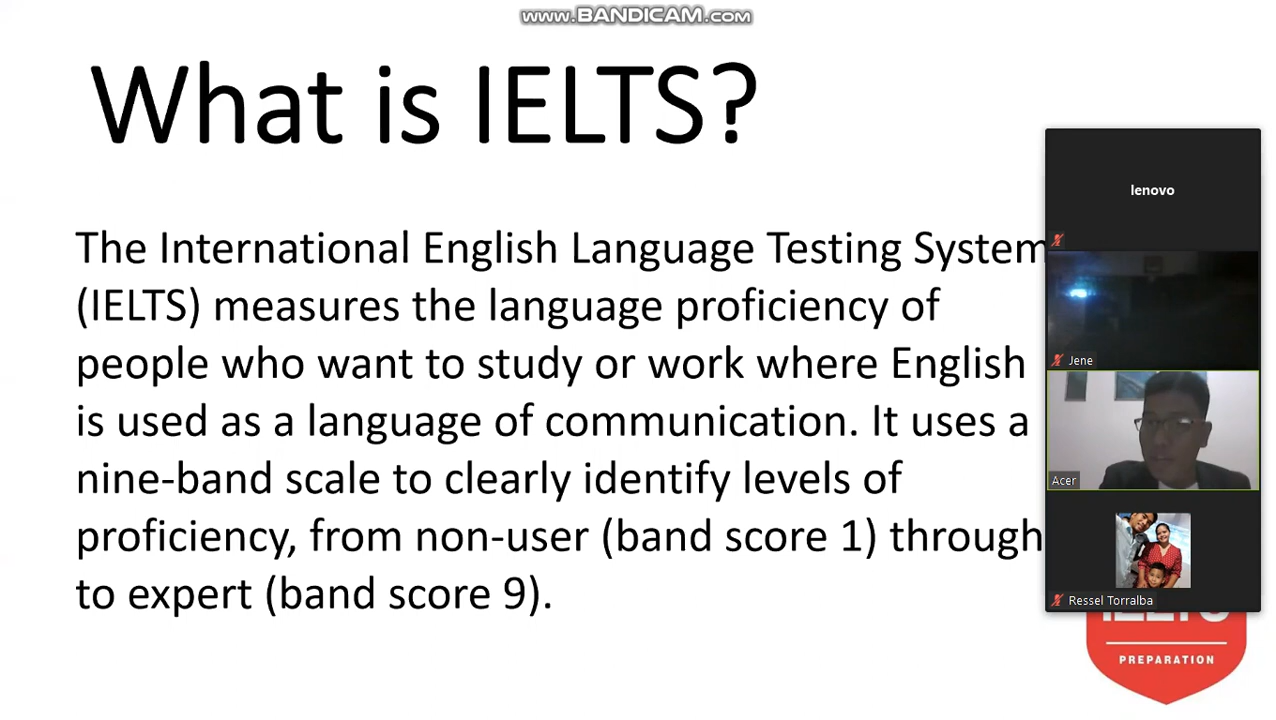 www.BANDICAM.com
What is IELTS?
The International English Language Testing System
(IELTS) measures the language proficiency of
people who want to study or work where English
is used as a language of communication. It uses a
nine-band scale to clearly identify levels of
proficiency, from non-user (band score 1) through
to expert (band score 9).
lenovo
Jene
Acer
Ressel Torralba
IELTS
PREPARATION